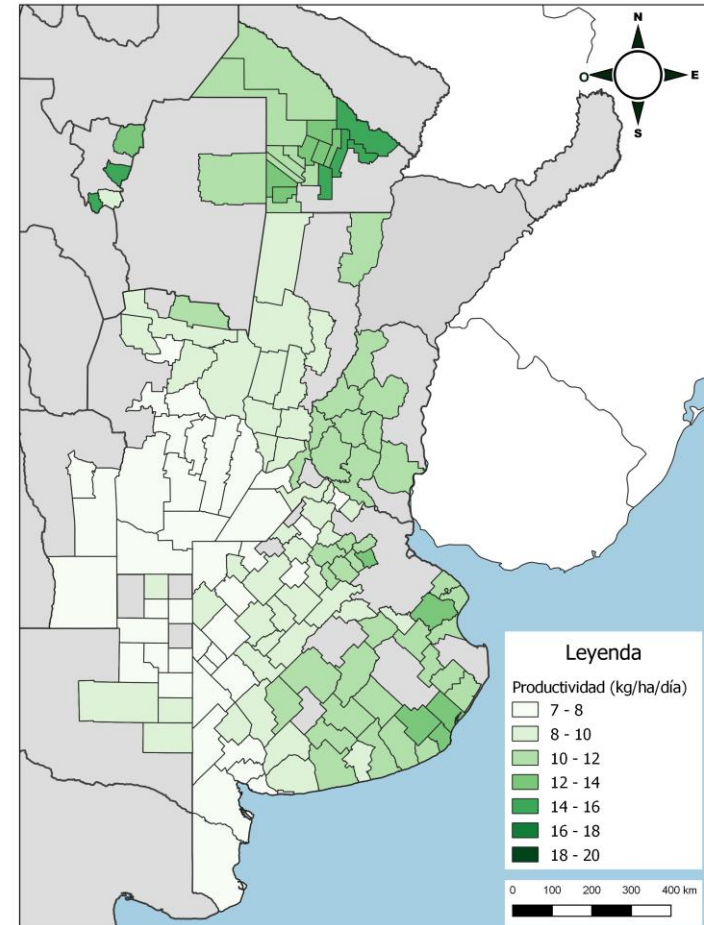 N
O
E
S
Leyenda
Productividad (kg/ha/día)
7 - 8
8 - 10
10 - 12
12 - 14
14 - 16
16 - 18
18 - 20
0 100 200 300 400 km